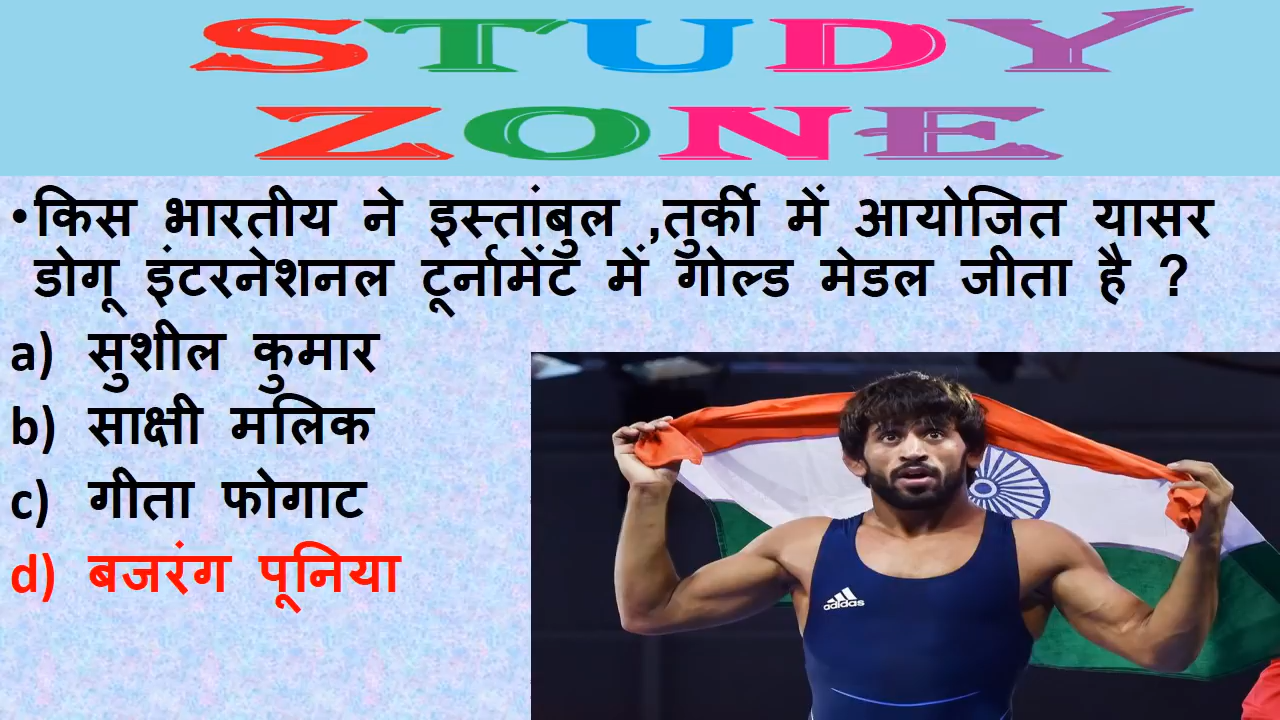 STUDY
ZONE
•किस भारतीय ने इस्तांबुल ,तुर्की में आयोजित यासर
डोगू इंटरनेशनल टूर्नामेंट में गोल्ड मेडल जीता है ?
a) सुशील कुमार
b) साक्षी मलिक
c) गीता फोगाट
d) बजरंग पूनिया
adidas